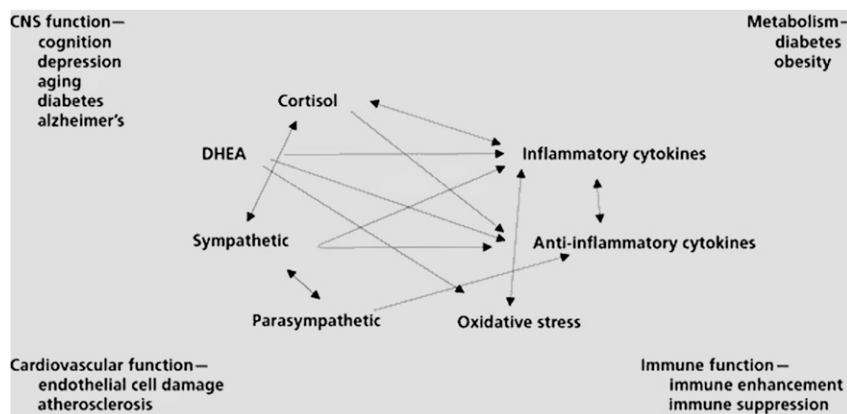 CNS function—
cognition
depression
aging
diabetes
alzheimer's
Metabolism—
diabetes
obesity
Cortisol
DHEA
Inflammatory cytokines
Sympathetic
Anti-inflammatory cytokines
Parasympathetic
Oxidative stress
Cardiovascular function—
endothelial cell damage
atherosclerosis
Immune function—
immune enhancement
immune suppression